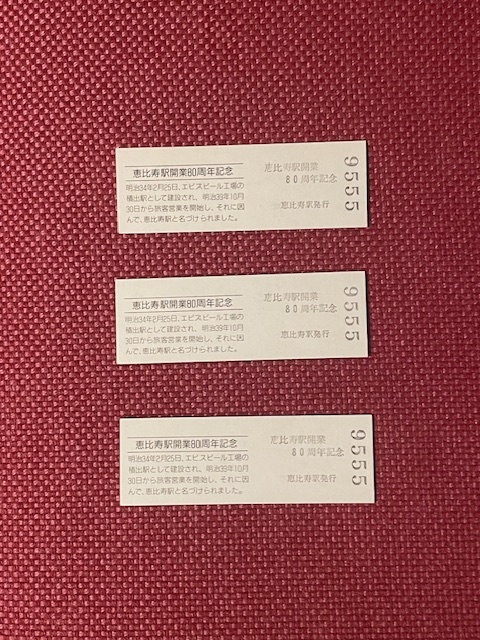 恵比寿駅開業80周年記念
明治34年2月25日、エビスビール工場の
積出駅として建設され、明治39年10月
30日から旅客営業を開始し、それに因
んで、恵比寿駅と名づけられました。
恵比寿駅開業
80周年記念
恵比寿駅発行
9555
恵比寿駅開業80周年記念
明治34年2月25日、エビスビール工場の
積出駅として建設され、明治39年10月
30日から旅客営業を開始し、それに因
んで、恵比寿駅と名づけられました。
恵比寿駅開業
80周年記念
恵比寿駅発行
9555
恵比寿駅開業80周年記念
明治34年2月25日、エビスビール工場の
積出駅として建設され、明治39年10月
30日から旅客営業を開始し、それに因
んで、恵比寿駅と名づけられました。
恵比寿駅開業
80周年記念
恵比寿駅発行
9555